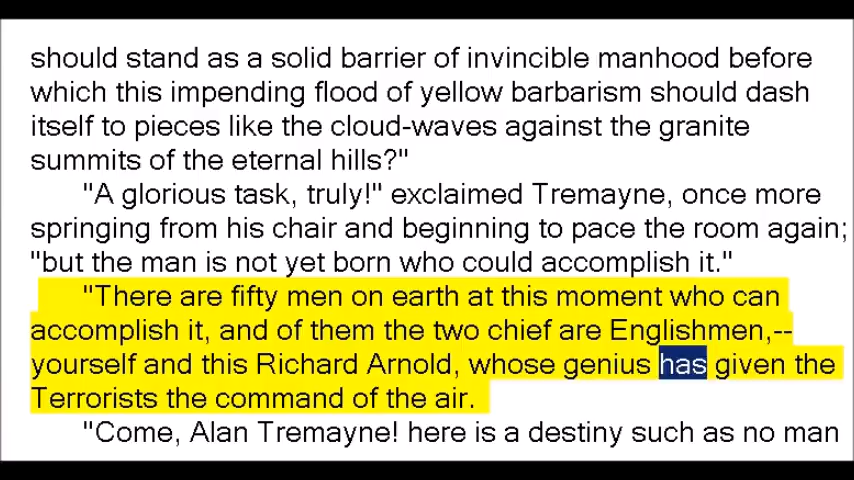 should stand as a solid barrier of invincible manhood before
which this impending flood of yellow barbarism should dash
itself to pieces like the cloud-waves against the granite
summits of the eternal hills?"
"A glorious task, truly!" exclaimed Tremayne, once more
springing from his chair and beginning to pace the room again;
"but the man is not yet born who could accomplish it."
"There are fifty men on earth at this moment who can
accomplish it, and of them the two chief are Englishmen,--
yourself and this Richard Arnold, whose genius has given the
Terrorists the command of the air.
"Come, Alan Tremayne! here is a destiny such as no man